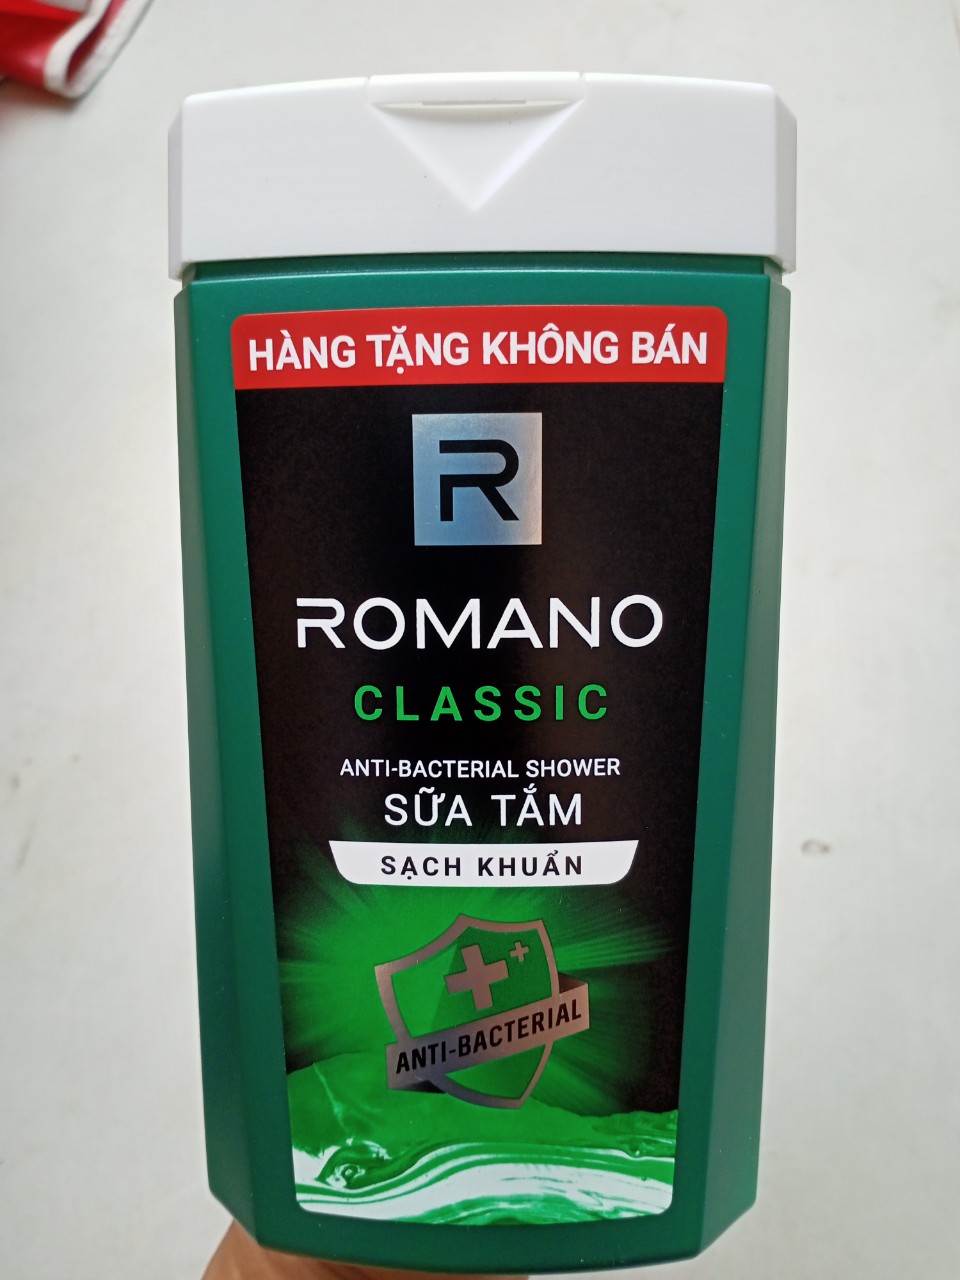 HÀNG TẶNG KHÔNG BÁN
R
ROMANO
CLASSIC
ANTI-BACTERIAL SHOWER
SỮA TẮM
SẠCH KHUẨN
ANTI-BACTERIAL